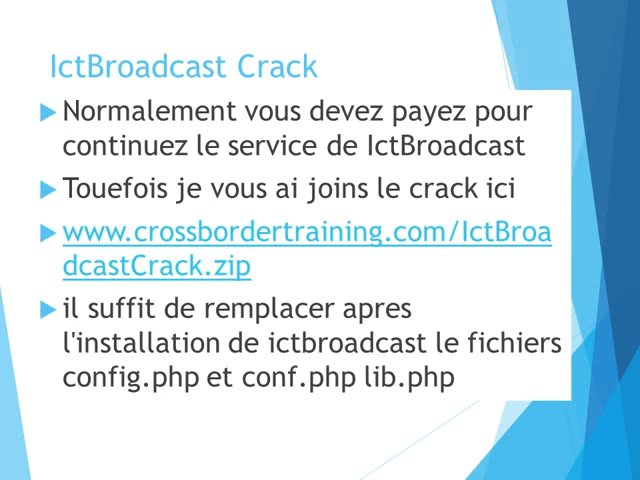 IctBroadcast Crack
Normalement vous devez payez pour
continuez le service de IctBroadcast
Touefois je vous ai joins le crack ici
www.crossbordertraining.com/IctBroa
dcastCrack.zip
il suffit de remplacer apres
l'installation de ictbroadcast le fichiers
config.php et conf.php lib.php